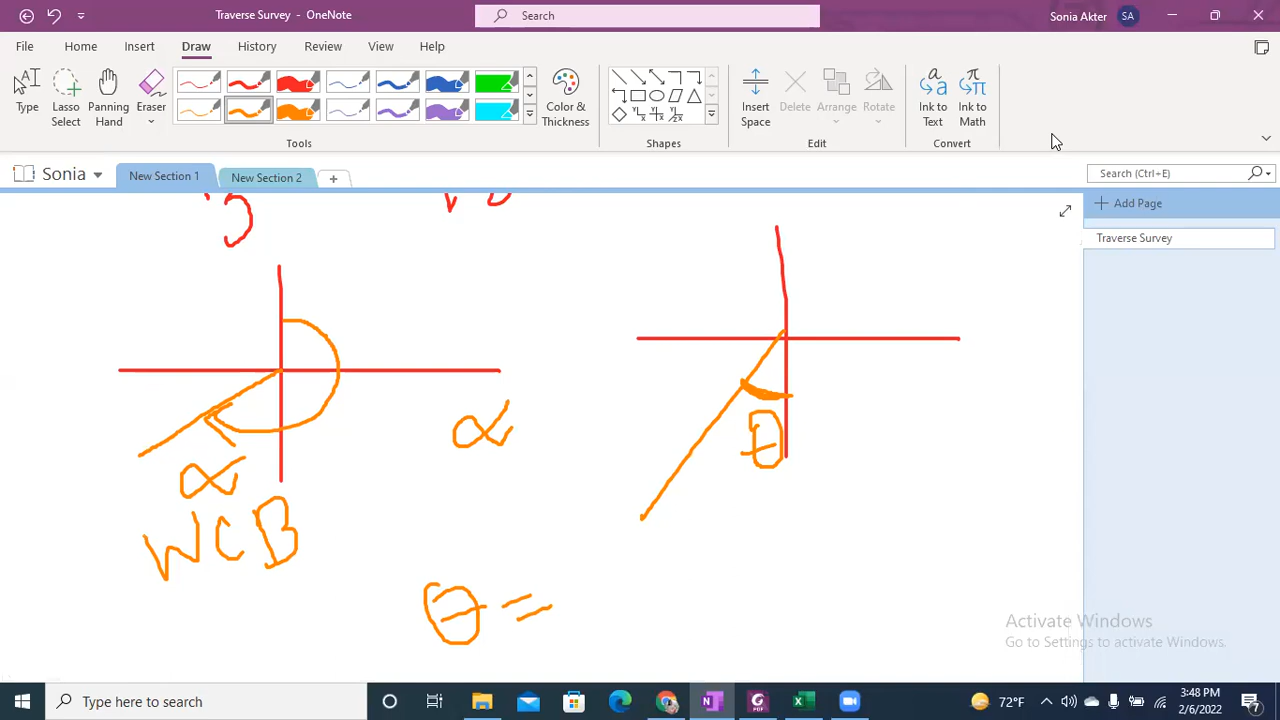 Traverse Survey - OneNote
Search
Sonia Akter
SA
File
Home
Insert
Draw
History
Review
View
Help
Type
Lasso Select
Panning Hand
Eraser
Color & Thickness
Insert Space
Delete
Arrange
Rotate
Ink to Text
Ink to Math
Tools
Shapes
Edit
Convert
Sonia
New Section 1
New Section 2
Search (Ctrl+E)
Add Page
Traverse Survey
α
θ
α
WCB
θ =
Activate Windows
Go to Settings to activate Windows.
Type here to search
72°F
3:48 PM
2/6/2022
7